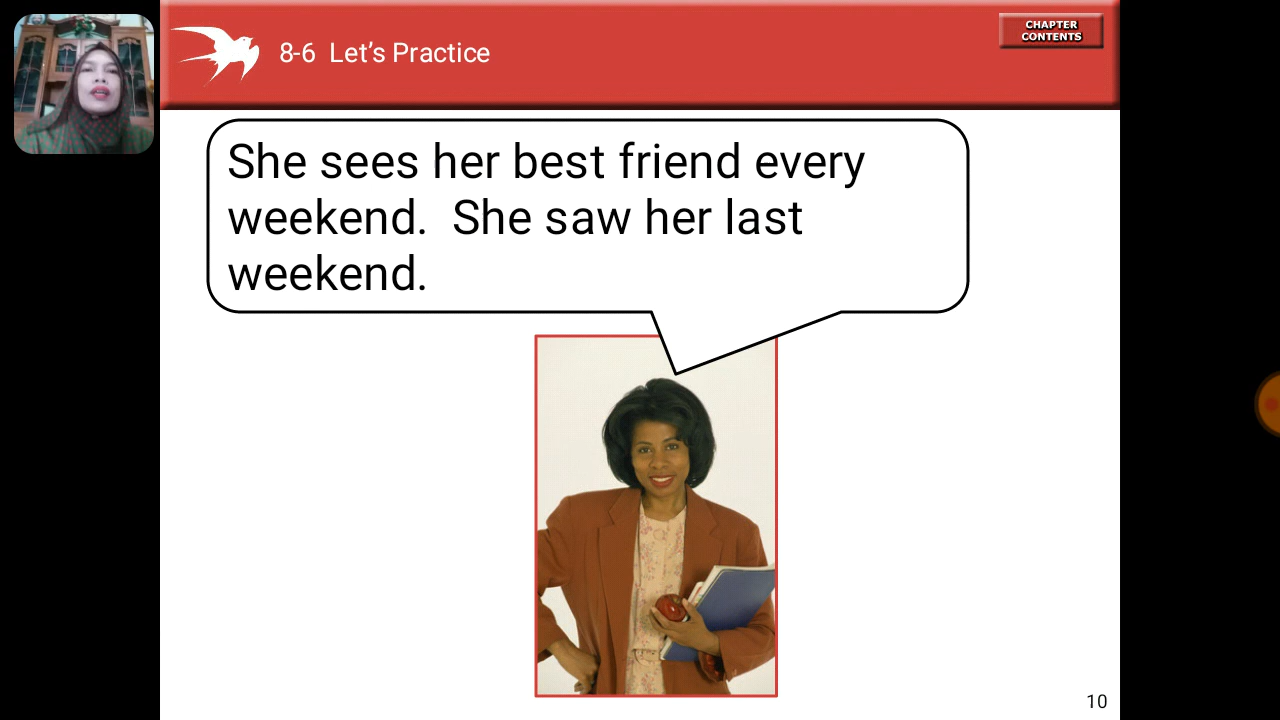 8-6 Let’s Practice
CHAPTER
CONTENTS
She sees her best friend every
weekend. She saw her last
weekend.
10